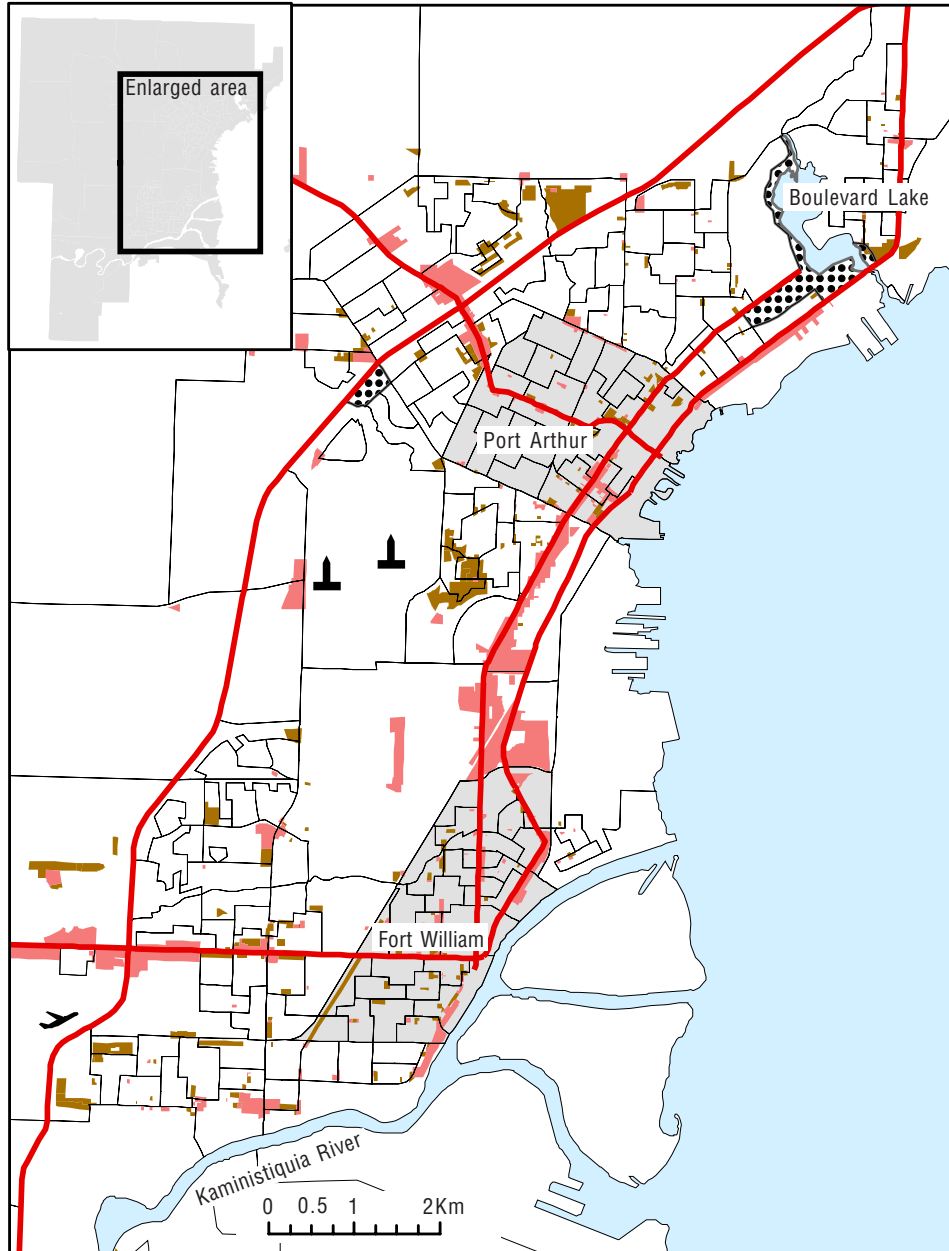 Enlarged area
Boulevard Lake
Port Arthur
Fort William
Kaministiquia River
0 0.5 1 2Km